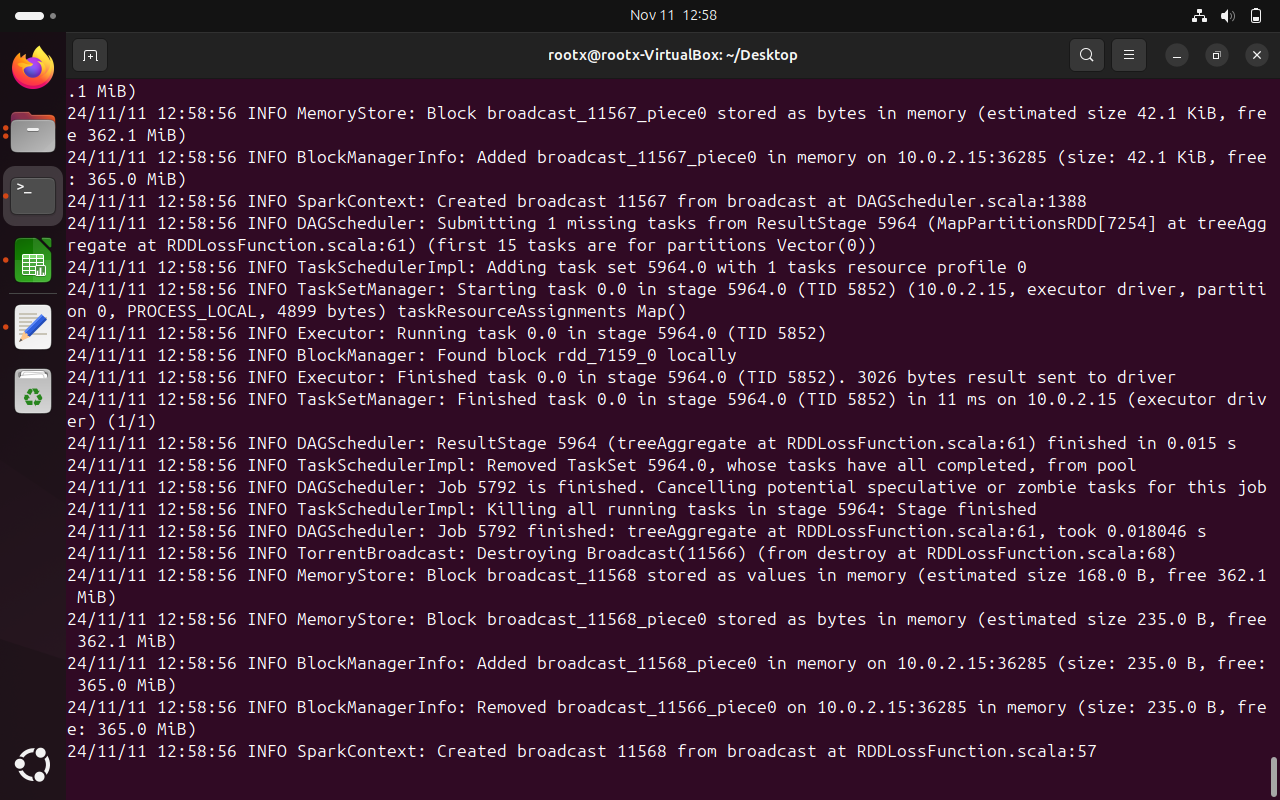 Nov 11 12:58
rootx@rootx-VirtualBox: ~/Desktop
.1 MiB)
24/11/11 12:58:56 INFO MemoryStore: Block broadcast_11567_piece0 stored as bytes in memory (estimated size 42.1 KiB, fre
e 362.1 MiB)
24/11/11 12:58:56 INFO BlockManagerInfo: Added broadcast_11567_piece0 in memory on 10.0.2.15:36285 (size: 42.1 KiB, free
: 365.0 MiB)
24/11/11 12:58:56 INFO SparkContext: Created broadcast 11567 from broadcast at DAGScheduler.scala:1388
24/11/11 12:58:56 INFO DAGScheduler: Submitting 1 missing tasks from ResultStage 5964 (MapPartitionsRDD[7254] at treeAgg
regate at RDDLossFunction.scala:61) (first 15 tasks are for partitions Vector(0))
24/11/11 12:58:56 INFO TaskSchedulerImpl: Adding task set 5964.0 with 1 tasks resource profile 0
24/11/11 12:58:56 INFO TaskSetManager: Starting task 0.0 in stage 5964.0 (TID 5852) (10.0.2.15, executor driver, partiti
on 0, PROCESS_LOCAL, 4899 bytes) taskResourceAssignments Map()
24/11/11 12:58:56 INFO Executor: Running task 0.0 in stage 5964.0 (TID 5852)
24/11/11 12:58:56 INFO BlockManager: Found block rdd_7159_0 locally
24/11/11 12:58:56 INFO Executor: Finished task 0.0 in stage 5964.0 (TID 5852). 3026 bytes result sent to driver
24/11/11 12:58:56 INFO TaskSetManager: Finished task 0.0 in stage 5964.0 (TID 5852) in 11 ms on 10.0.2.15 (executor driv
er) (1/1)
24/11/11 12:58:56 INFO DAGScheduler: ResultStage 5964 (treeAggregate at RDDLossFunction.scala:61) finished in 0.015 s
24/11/11 12:58:56 INFO TaskSchedulerImpl: Removed TaskSet 5964.0, whose tasks have all completed, from pool
24/11/11 12:58:56 INFO DAGScheduler: Job 5792 is finished. Cancelling potential speculative or zombie tasks for this job
24/11/11 12:58:56 INFO TaskSchedulerImpl: Killing all running tasks in stage 5964: Stage finished
24/11/11 12:58:56 INFO DAGScheduler: Job 5792 finished: treeAggregate at RDDLossFunction.scala:61, took 0.018046 s
24/11/11 12:58:56 INFO TorrentBroadcast: Destroying Broadcast(11566) (from destroy at RDDLossFunction.scala:68)
24/11/11 12:58:56 INFO MemoryStore: Block broadcast_11568 stored as values in memory (estimated size 168.0 B, free 362.1
 MiB)
24/11/11 12:58:56 INFO MemoryStore: Block broadcast_11568_piece0 stored as bytes in memory (estimated size 235.0 B, free
 362.1 MiB)
24/11/11 12:58:56 INFO BlockManagerInfo: Added broadcast_11568_piece0 in memory on 10.0.2.15:36285 (size: 235.0 B, free:
 365.0 MiB)
24/11/11 12:58:56 INFO BlockManagerInfo: Removed broadcast_11566_piece0 on 10.0.2.15:36285 in memory (size: 235.0 B, fre
e: 365.0 MiB)
24/11/11 12:58:56 INFO SparkContext: Created broadcast 11568 from broadcast at RDDLossFunction.scala:57